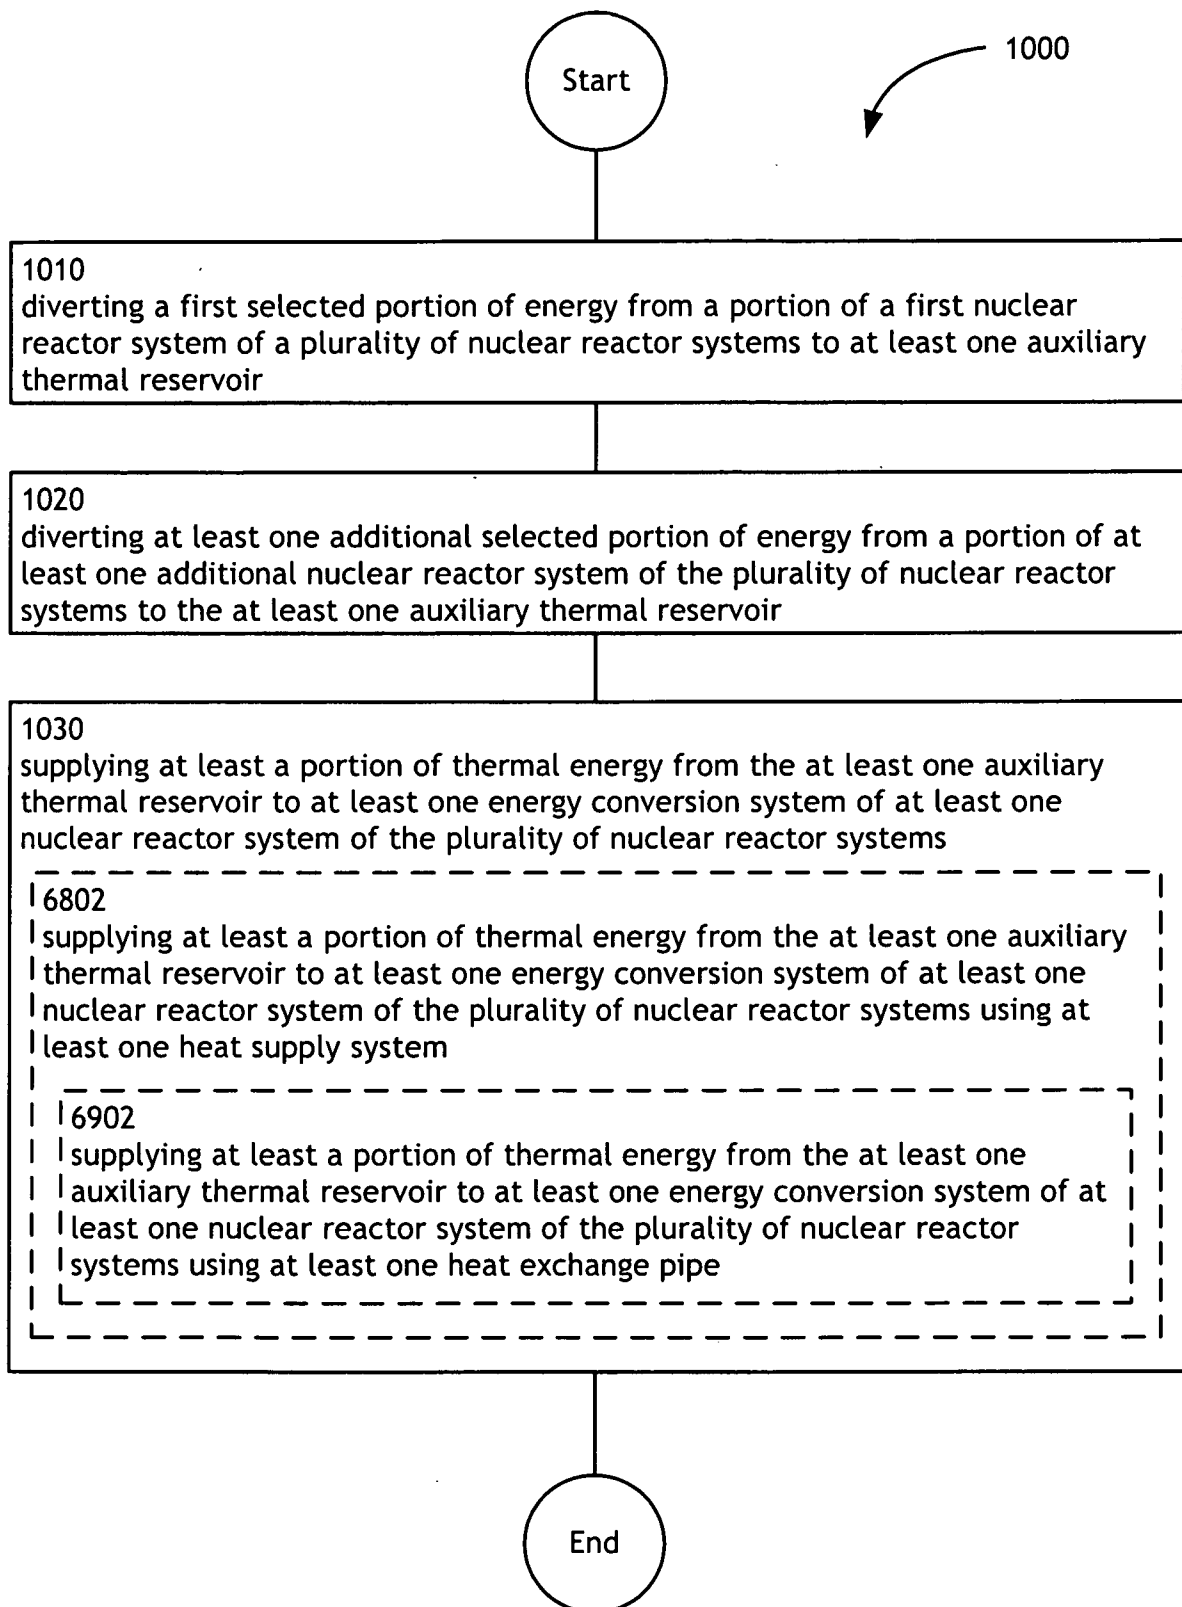 Start
1000
1010
diverting a first selected portion of energy from a portion of a first nuclear
reactor system of a plurality of nuclear reactor systems to at least one auxiliary
thermal reservoir
1020
diverting at least one additional selected portion of energy from a portion of at
least one additional nuclear reactor system of the plurality of nuclear reactor
systems to the at least one auxiliary thermal reservoir
1030
supplying at least a portion of thermal energy from the at least one auxiliary
thermal reservoir to at least one energy conversion system of at least one
nuclear reactor system of the plurality of nuclear reactor systems
6802
supplying at least a portion of thermal energy from the at least one auxiliary
thermal reservoir to at least one energy conversion system of at least one
nuclear reactor system of the plurality of nuclear reactor systems using at
least one heat supply system
6902
supplying at least a portion of thermal energy from the at least one
auxiliary thermal reservoir to at least one energy conversion system of at
least one nuclear reactor system of the plurality of nuclear reactor
systems using at least one heat exchange pipe
End